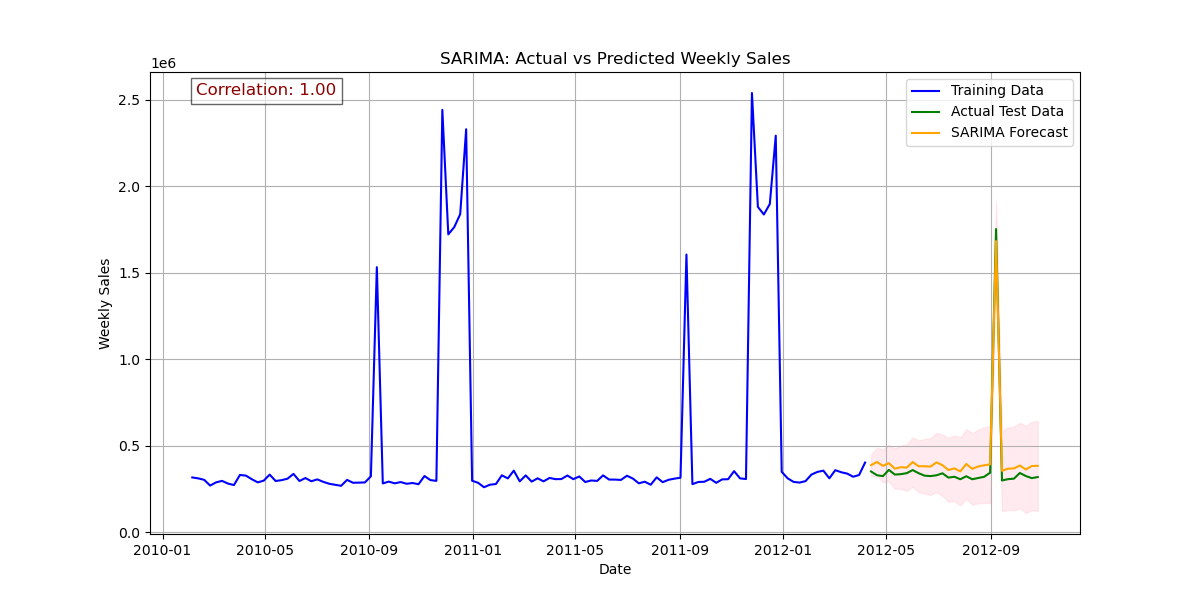 SARIMA: Actual vs Predicted Weekly Sales
1e6
Correlation: 1.00
Training Data
Actual Test Data
SARIMA Forecast
2.5
2.0
1.5
1.0
0.5
0.0
Weekly Sales
2010-01 2010-05 2010-09 2011-01 2011-05 2011-09 2012-01 2012-05 2012-09
Date